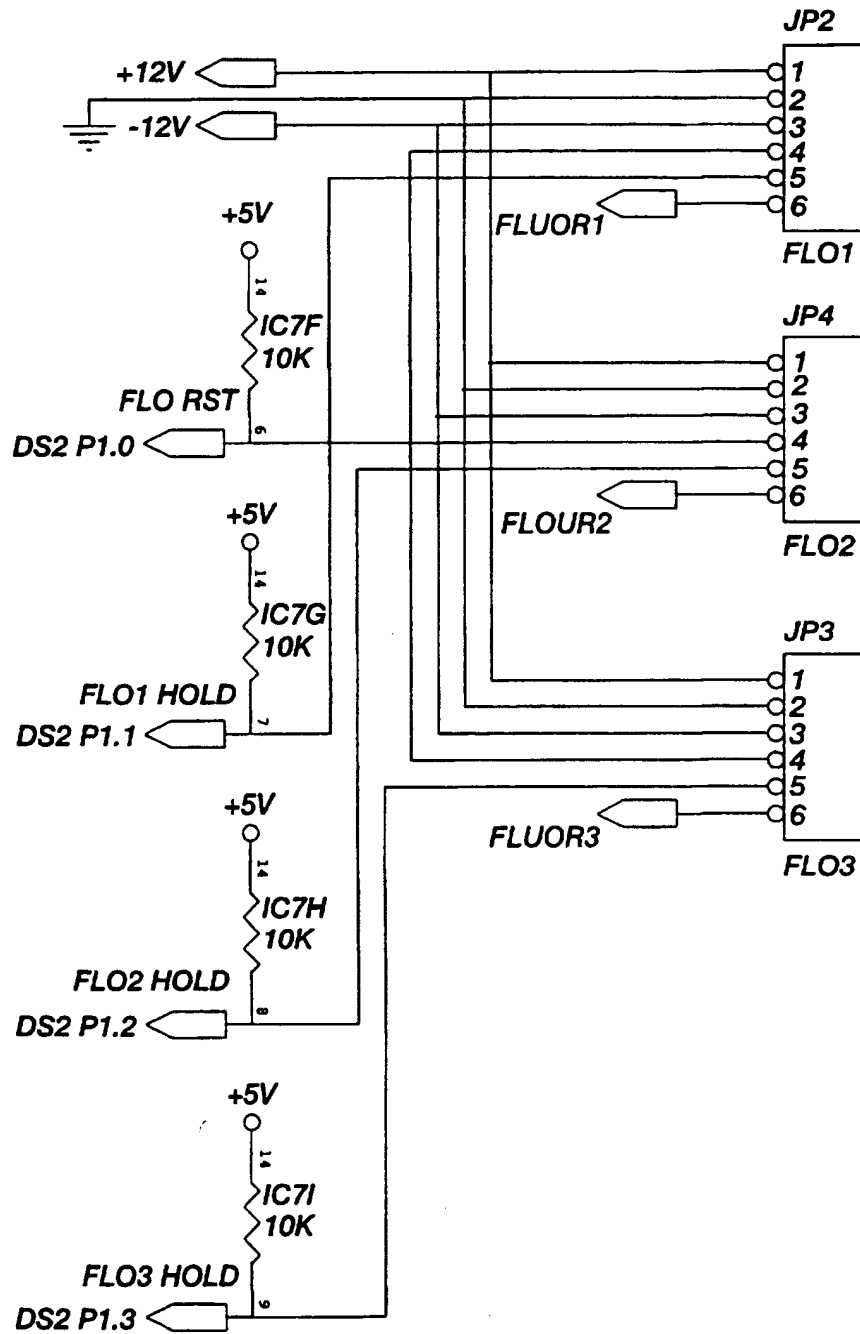 JP2
+12V
1
2
-12V
3
4
5
6
FLUOR1
FLO1
+5V
14
IC7F
10K
JP4
1
2
3
FLO RST
DS2 P1.0
6
4
5
6
FLOUR2
FLO2
+5V
14
IC7G
10K
JP3
1
2
FLO1 HOLD
DS2 P1.1
7
3
4
5
6
FLUOR3
FLO3
+5V
14
IC7H
10K
FLO2 HOLD
DS2 P1.2
8
+5V
14
IC7I
10K
FLO3 HOLD
DS2 P1.3
9